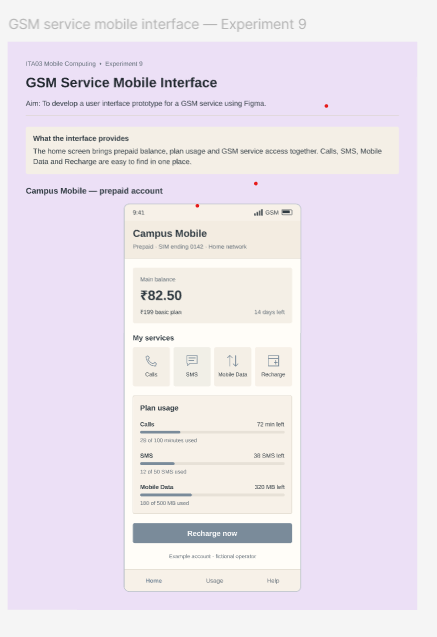 GSM service mobile interface — Experiment 9
ITA03 Mobile Computing • Experiment 9
GSM Service Mobile Interface
Aim: To develop a user interface prototype for a GSM service using Figma.
What the interface provides
The home screen brings prepaid balance, plan usage and GSM service access together. Calls, SMS, Mobile
Data and Recharge are easy to find in one place.
Campus Mobile — prepaid account
9:41 GSM
Campus Mobile
Prepaid · SIM ending 0142 · Home network
Main balance
₹82.50
₹199 basic plan 14 days left
My services
Calls SMS Mobile Data Recharge
Plan usage
Calls 72 min left
28 of 100 minutes used
SMS 38 SMS left
12 of 50 SMS used
Mobile Data 320 MB left
180 of 500 MB used
Recharge now
Example account · fictional operator
Home Usage Help